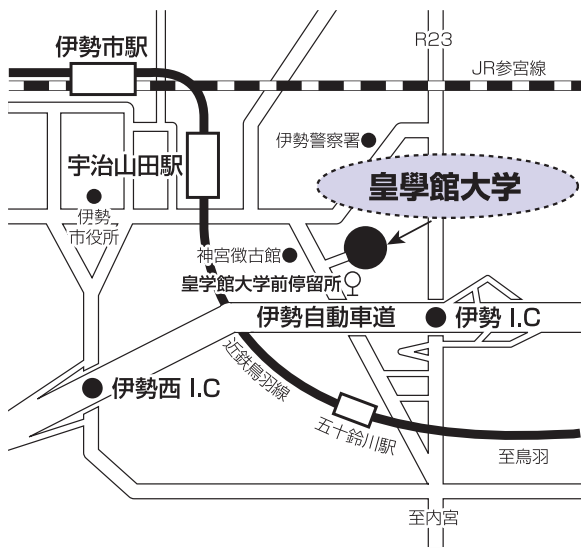 R23
伊勢市駅
JR参宮線
伊勢警察署
宇治山田駅
皇學館大学
伊勢
市役所
神宮徴古館
皇学館大学前停留所
伊勢自動車道
伊勢 I.C
近鉄鳥羽線
伊勢西 I.C
五十鈴川駅
至鳥羽
至内宮